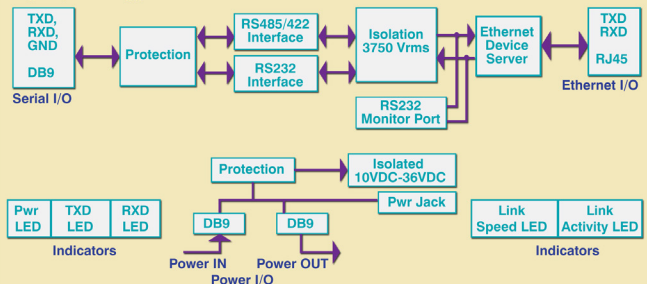 TXD,
RXD,
GND
DB9
Serial I/O
Protection
RS485/422
Interface
RS232
Interface
Isolation
3750 Vrms
RS232
Monitor Port
Ethernet
Device
Server
TXD
RXD
RJ45
Ethernet I/O
Protection
Isolated
10VDC-36VDC
Pwr Jack
DB9
DB9
Power IN
Power OUT
Power I/O
Pwr
LED
TXD
LED
RXD
LED
Indicators
Link
Speed LED
Link
Activity LED
Indicators